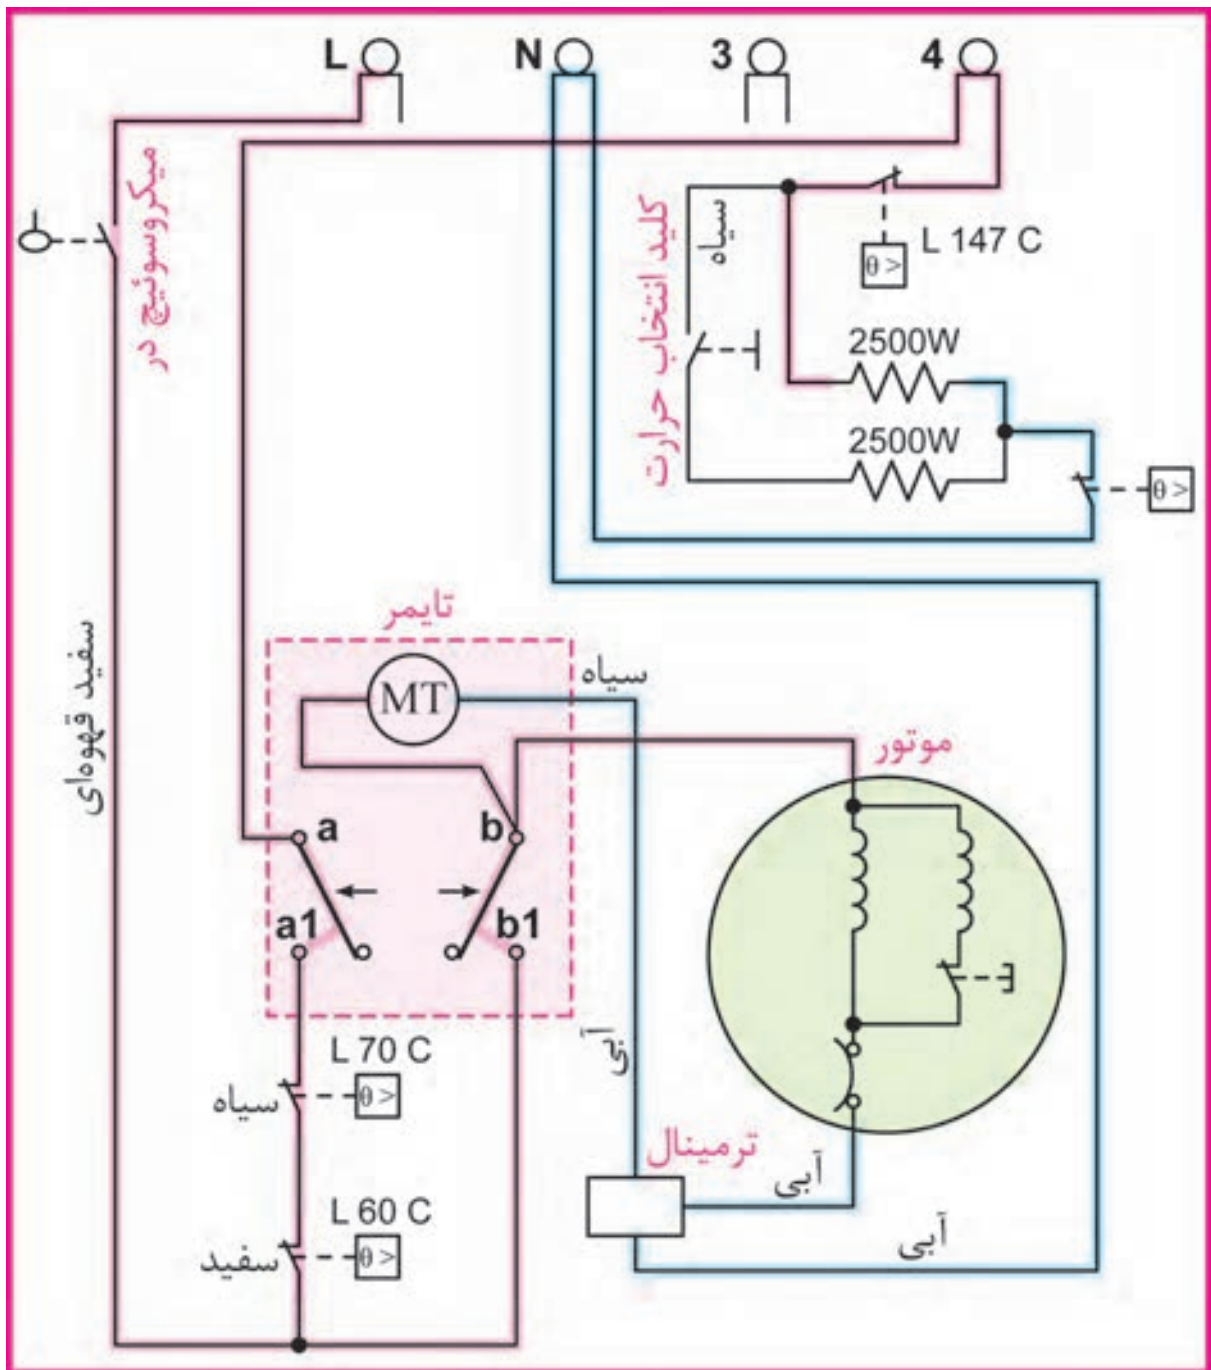 L
N
3
4
میکروسوئیچ در
سیاه
کلید انتخاب حرارت
L 147 C
θ >
2500W
2500W
θ >
سفید قهوه‌ای
تایمر
MT
سیاه
موتور
a
b
a1
b1
L 70 C
θ >
سیاه
آبی
ترمینال
آبی
L 60 C
θ >
سفید
آبی